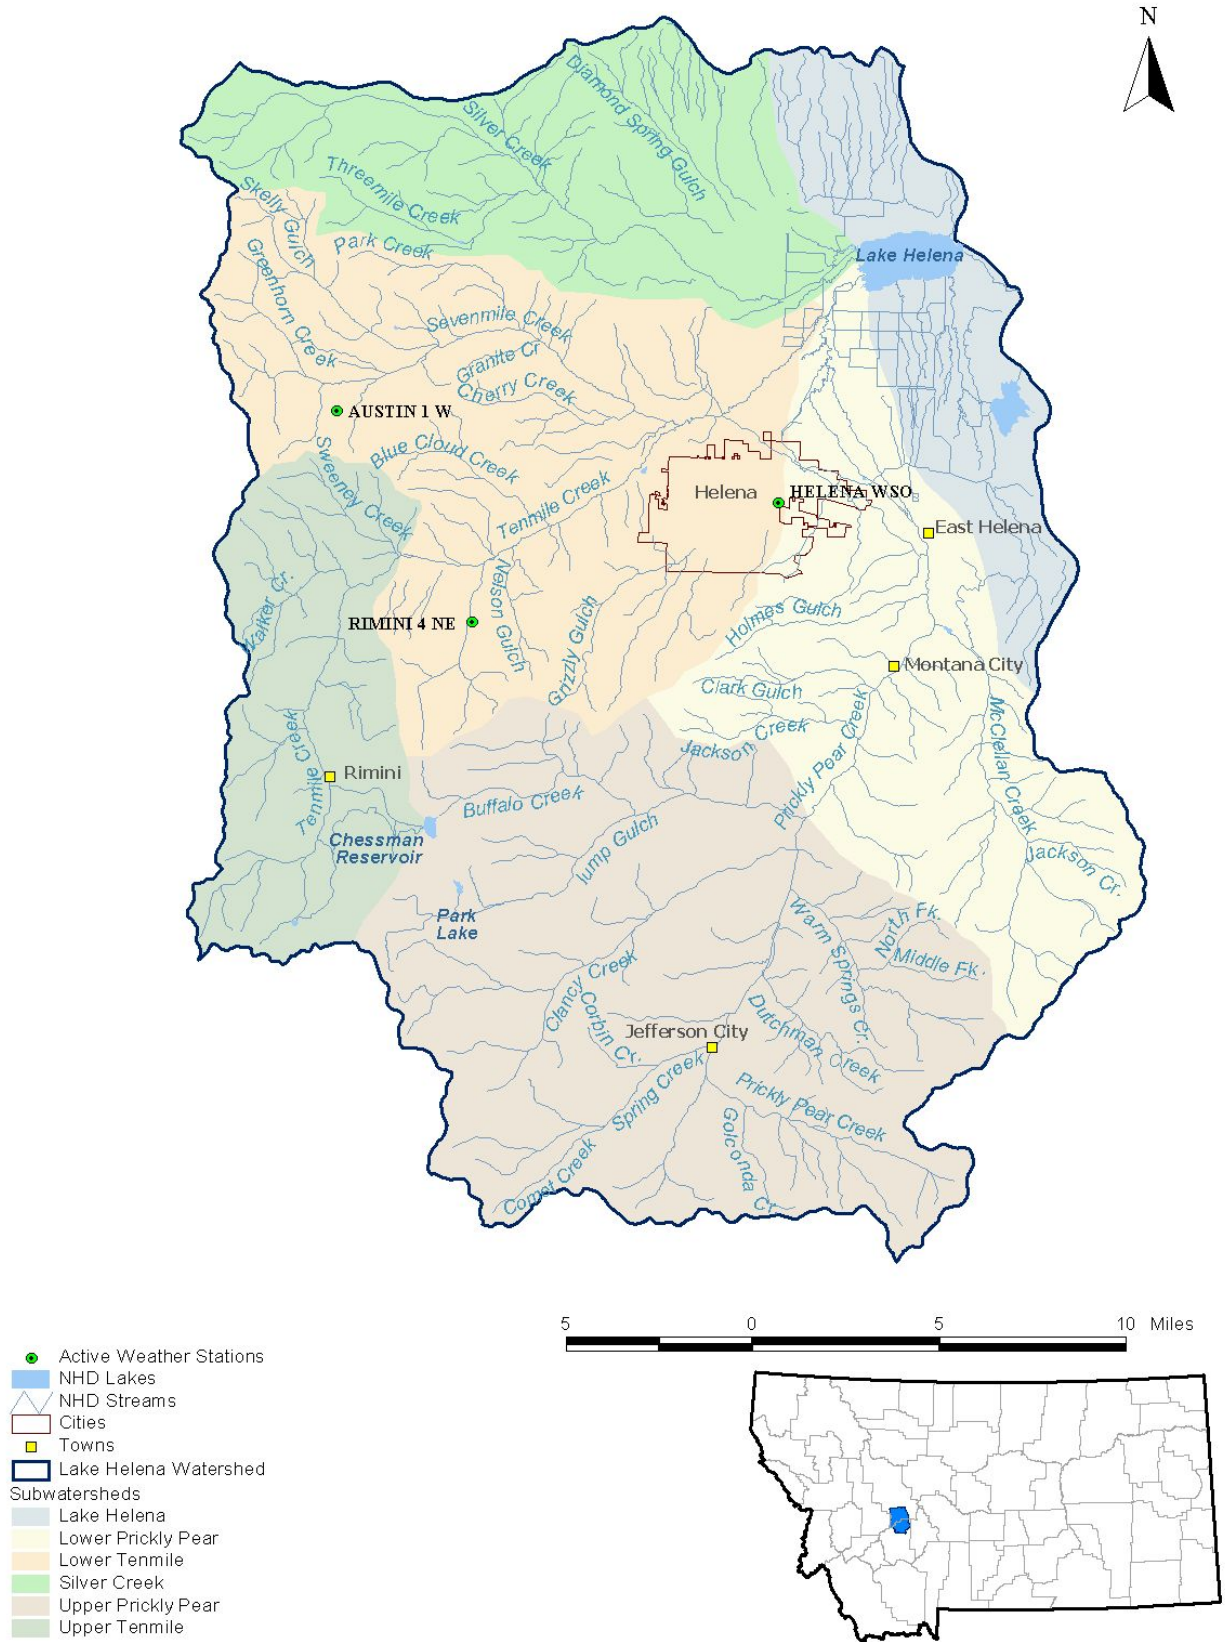 N
Diamond Spring Gulch
Silver Creek
Threemile Creek
Skelly Gulch
Park Creek
Greenhorn Creek
Lake Helena
Sevenmile Creek
Granite Cr
Cherry Creek
AUSTIN 1 W
Blue Cloud Creek
Sweeney Creek
Tenmile Creek
Helena
HELENA WSO
East Helena
Nelson Gulch
Walker Cr.
RIMINI 4 NE
Grizzly Gulch
Holmes Gulch
Montana City
Clark Gulch
Jackson Creek
McClellan Creek
Prickly Pear Creek
Tenmile Creek
Rimini
Buffalo Creek
Chessman
Reservoir
Jump Gulch
Jackson Cr.
Park
Lake
Warm Springs Cr.
North Fk.
Middle Fk.
Clancy Creek
Corbin Cr.
Jefferson City
Dutchman Creek
Spring Creek
Prickly Pear Creek
Golconda Cr.
Comet Creek
5 0 5 10 Miles
Active Weather Stations
NHD Lakes
NHD Streams
Cities
Towns
Lake Helena Watershed
Subwatersheds
Lake Helena
Lower Prickly Pear
Lower Tenmile
Silver Creek
Upper Prickly Pear
Upper Tenmile